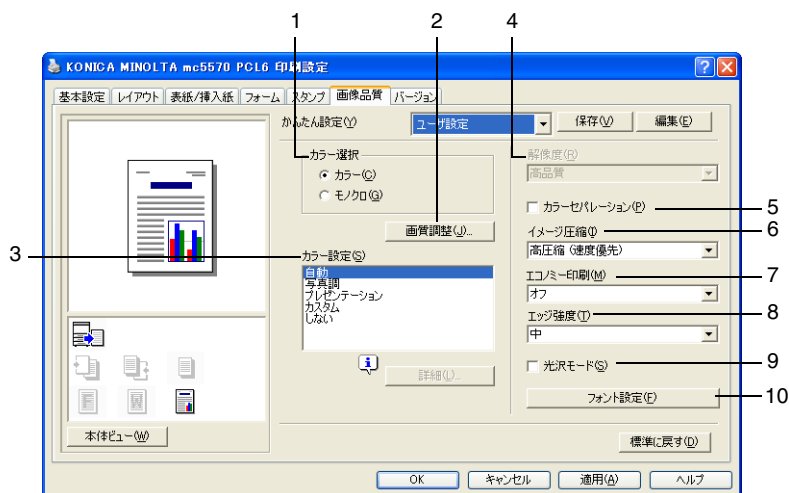 1 2 4
KONICA MINOLTA mc5570 PCL6 印刷設定
基本設定 レイアウト 表紙/挿入紙 フォーム スタンプ 画像品質 バージョン
かんたん設定(Y) ユーザ設定 保存(V) 編集(E)
カラー選択
カラー(C)
モノクロ(G)
解像度(R)
高品質
カラーセパレーション(P) 5
画質調整(J)...
イメージ圧縮(I) 6
高圧縮 (速度優先)
3 カラー設定(S)
自動
写真調
プレゼンテーション
カスタム
しない
エコノミー印刷(M) 7
オフ
エッジ強度(T) 8
中
詳細(L)...
光沢モード(S) 9
フォント設定(F) 10
本体ビュー(W)
標準に戻す(D)
OK キャンセル 適用(A) ヘルプ